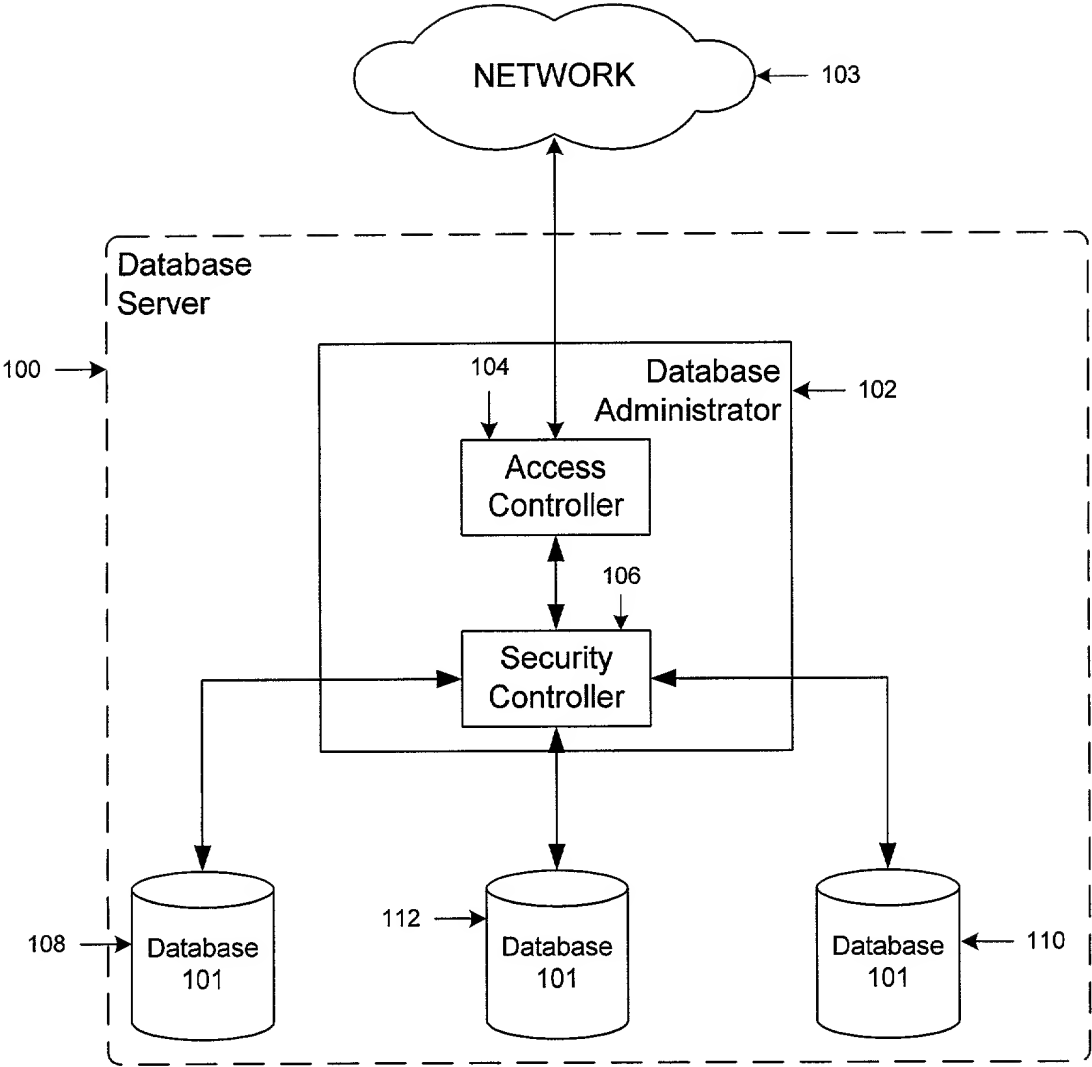 NETWORK
103
Database
Server
100
104
Database
Administrator
102
Access
Controller
106
Security
Controller
108
Database
101
112
Database
101
Database
101
110